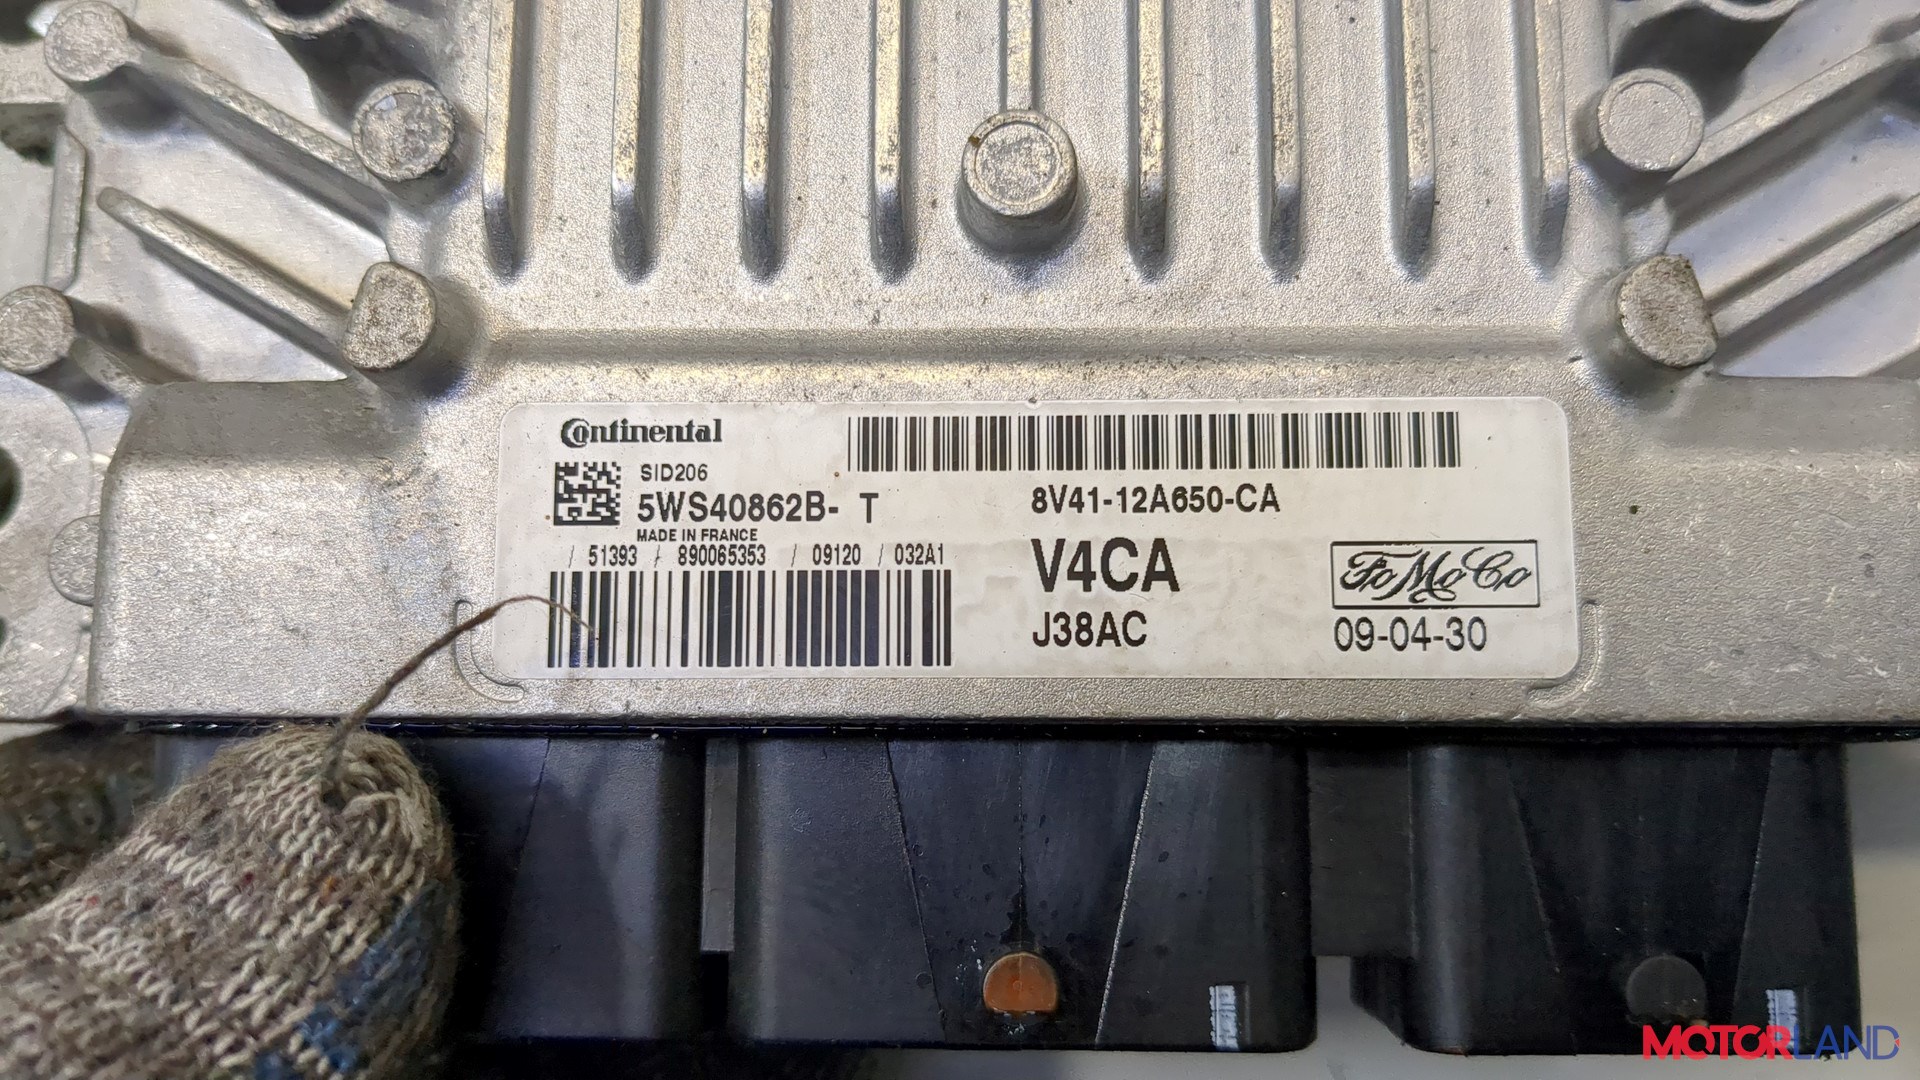 Continental
SID206
5WS40862B- T
MADE IN FRANCE
/ 51393 / 890065353 / 09120 / 032A1
8V41-12A650-CA
V4CA
J38AC
FoMoCo
09-04-30
MOTORLAND